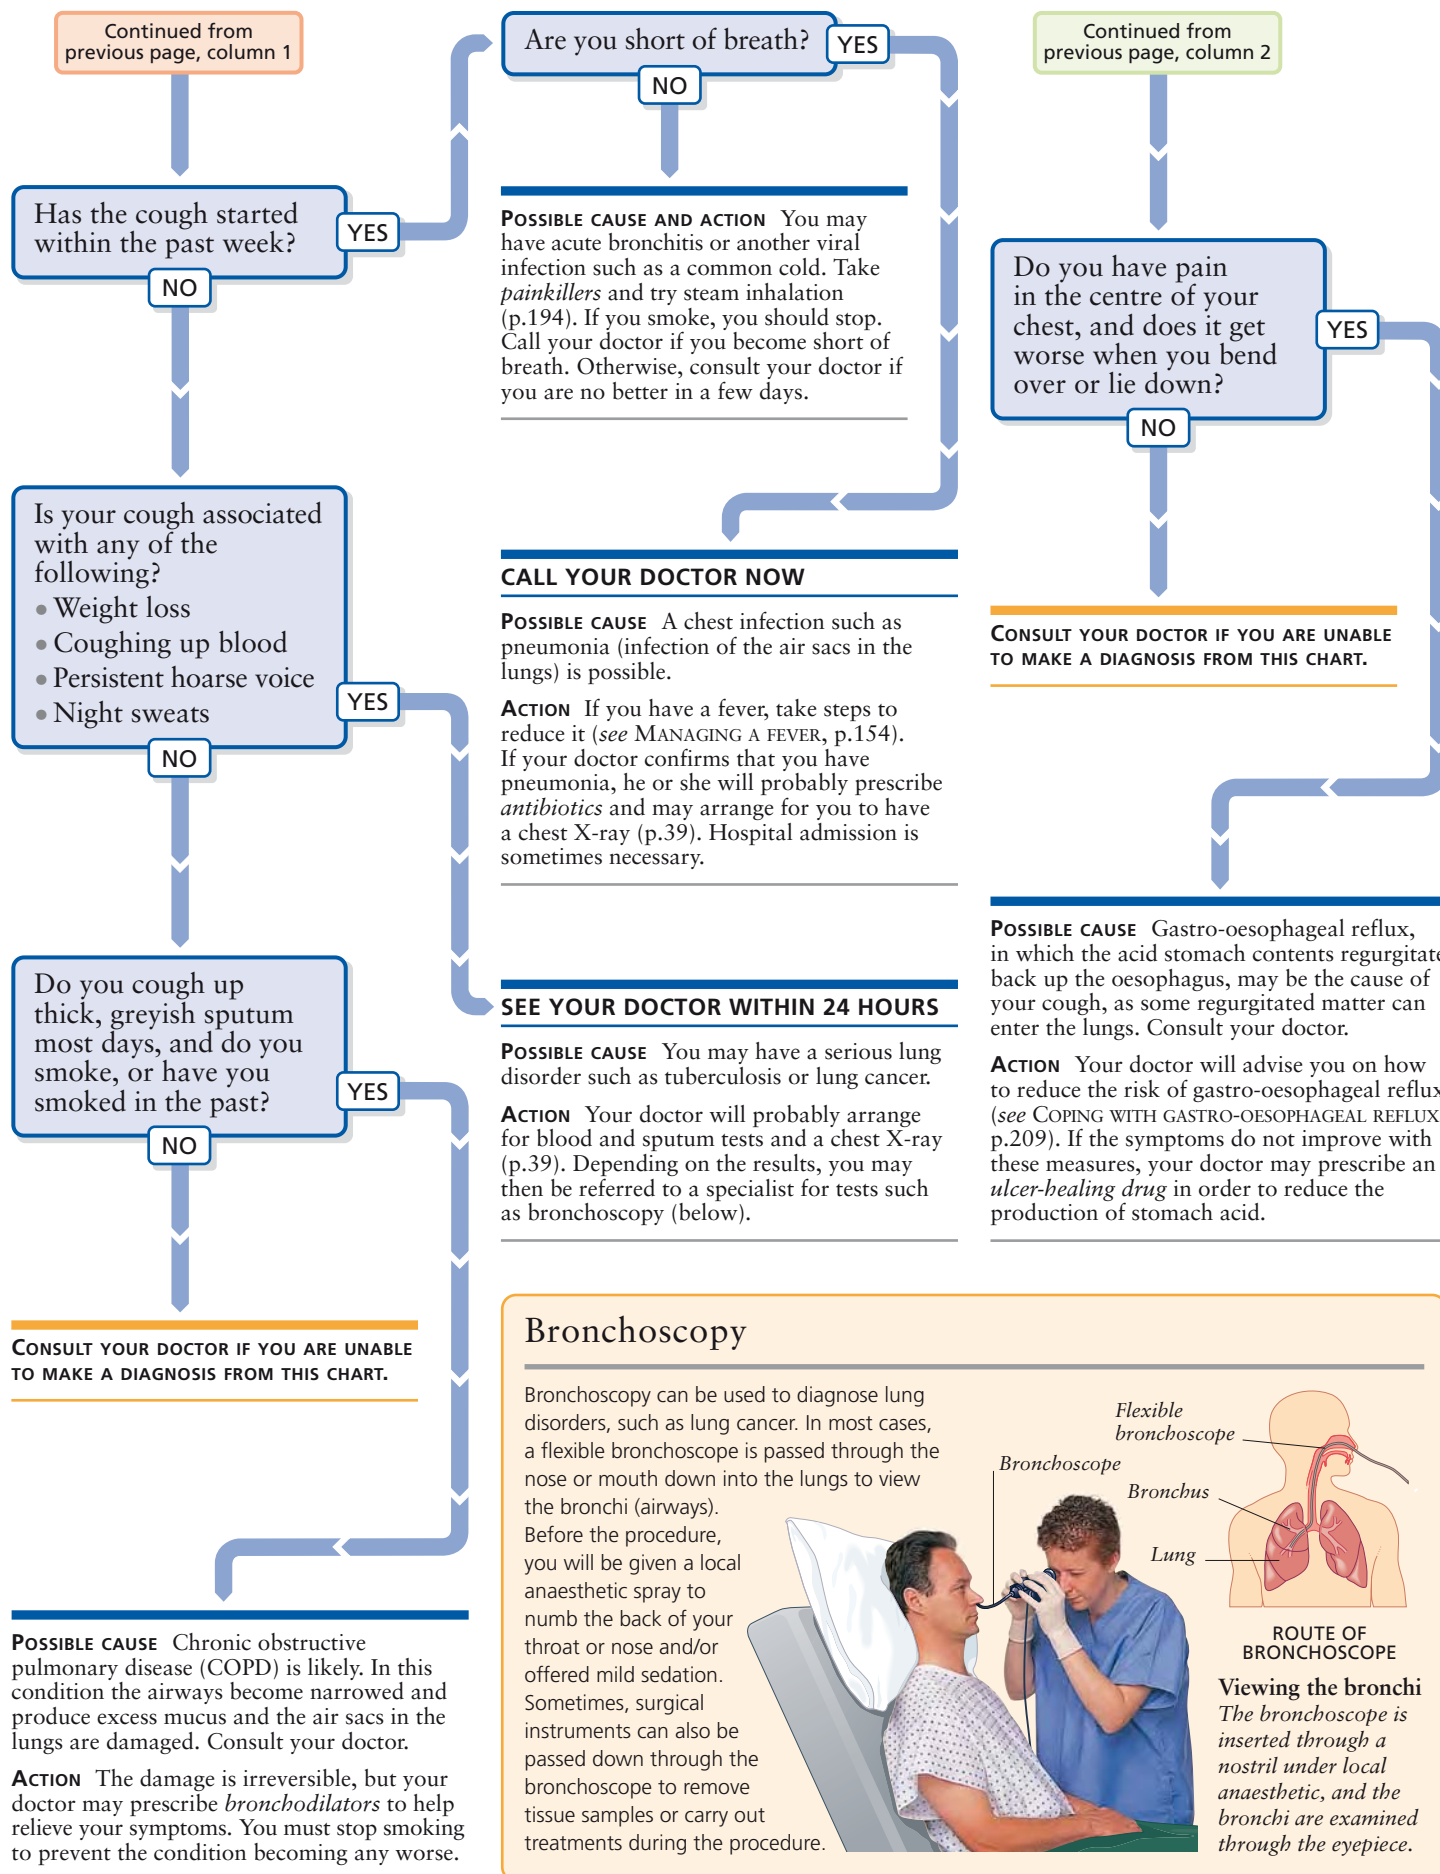 Continued from
previous page, column 1
Has the cough started
within the past week?
YES
NO
Is your cough associated
with any of the
following?
• Weight loss
• Coughing up blood
• Persistent hoarse voice
• Night sweats
YES
NO
Do you cough up
thick, greyish sputum
most days, and do you
smoke, or have you
smoked in the past?
YES
NO
CONSULT YOUR DOCTOR IF YOU ARE UNABLE
TO MAKE A DIAGNOSIS FROM THIS CHART.
POSSIBLE CAUSE Chronic obstructive
pulmonary disease (COPD) is likely. In this
condition the airways become narrowed and
produce excess mucus and the air sacs in the
lungs are damaged. Consult your doctor.
ACTION The damage is irreversible, but your
doctor may prescribe bronchodilators to help
relieve your symptoms. You must stop smoking
to prevent the condition becoming any worse.
Are you short of breath?
YES
NO
POSSIBLE CAUSE AND ACTION You may
have acute bronchitis or another viral
infection such as a common cold. Take
painkillers and try steam inhalation
(p.194). If you smoke, you should stop.
Call your doctor if you become short of
breath. Otherwise, consult your doctor if
you are no better in a few days.
CALL YOUR DOCTOR NOW
POSSIBLE CAUSE A chest infection such as
pneumonia (infection of the air sacs in the
lungs) is possible.
ACTION If you have a fever, take steps to
reduce it (see MANAGING A FEVER, p.154).
If your doctor confirms that you have
pneumonia, he or she will probably prescribe
antibiotics and may arrange for you to have
a chest X-ray (p.39). Hospital admission is
sometimes necessary.
SEE YOUR DOCTOR WITHIN 24 HOURS
POSSIBLE CAUSE You may have a serious lung
disorder such as tuberculosis or lung cancer.
ACTION Your doctor will probably arrange
for blood and sputum tests and a chest X-ray
(p.39). Depending on the results, you may
then be referred to a specialist for tests such
as bronchoscopy (below).
Continued from
previous page, column 2
Do you have pain
in the centre of your
chest, and does it get
worse when you bend
over or lie down?
YES
NO
CONSULT YOUR DOCTOR IF YOU ARE UNABLE
TO MAKE A DIAGNOSIS FROM THIS CHART.
POSSIBLE CAUSE Gastro-oesophageal reflux,
in which the acid stomach contents regurgitate
back up the oesophagus, may be the cause of
your cough, as some regurgitated matter can
enter the lungs. Consult your doctor.
ACTION Your doctor will advise you on how
to reduce the risk of gastro-oesophageal reflux
(see COPING WITH GASTRO-OESOPHAGEAL REFLUX
p.209). If the symptoms do not improve with
these measures, your doctor may prescribe an
ulcer-healing drug in order to reduce the
production of stomach acid.
Bronchoscopy
Bronchoscopy can be used to diagnose lung
disorders, such as lung cancer. In most cases,
a flexible bronchoscope is passed through the
nose or mouth down into the lungs to view
the bronchi (airways).
Before the procedure,
you will be given a local
anaesthetic spray to
numb the back of your
throat or nose and/or
offered mild sedation.
Sometimes, surgical
instruments can also be
passed down through the
bronchoscope to remove
tissue samples or carry out
treatments during the procedure.
Bronchoscope
Flexible
bronchoscope
Bronchus
Lung
ROUTE OF
BRONCHOSCOPE
Viewing the bronchi
The bronchoscope is
inserted through a
nostril under local
anaesthetic, and the
bronchi are examined
through the eyepiece.